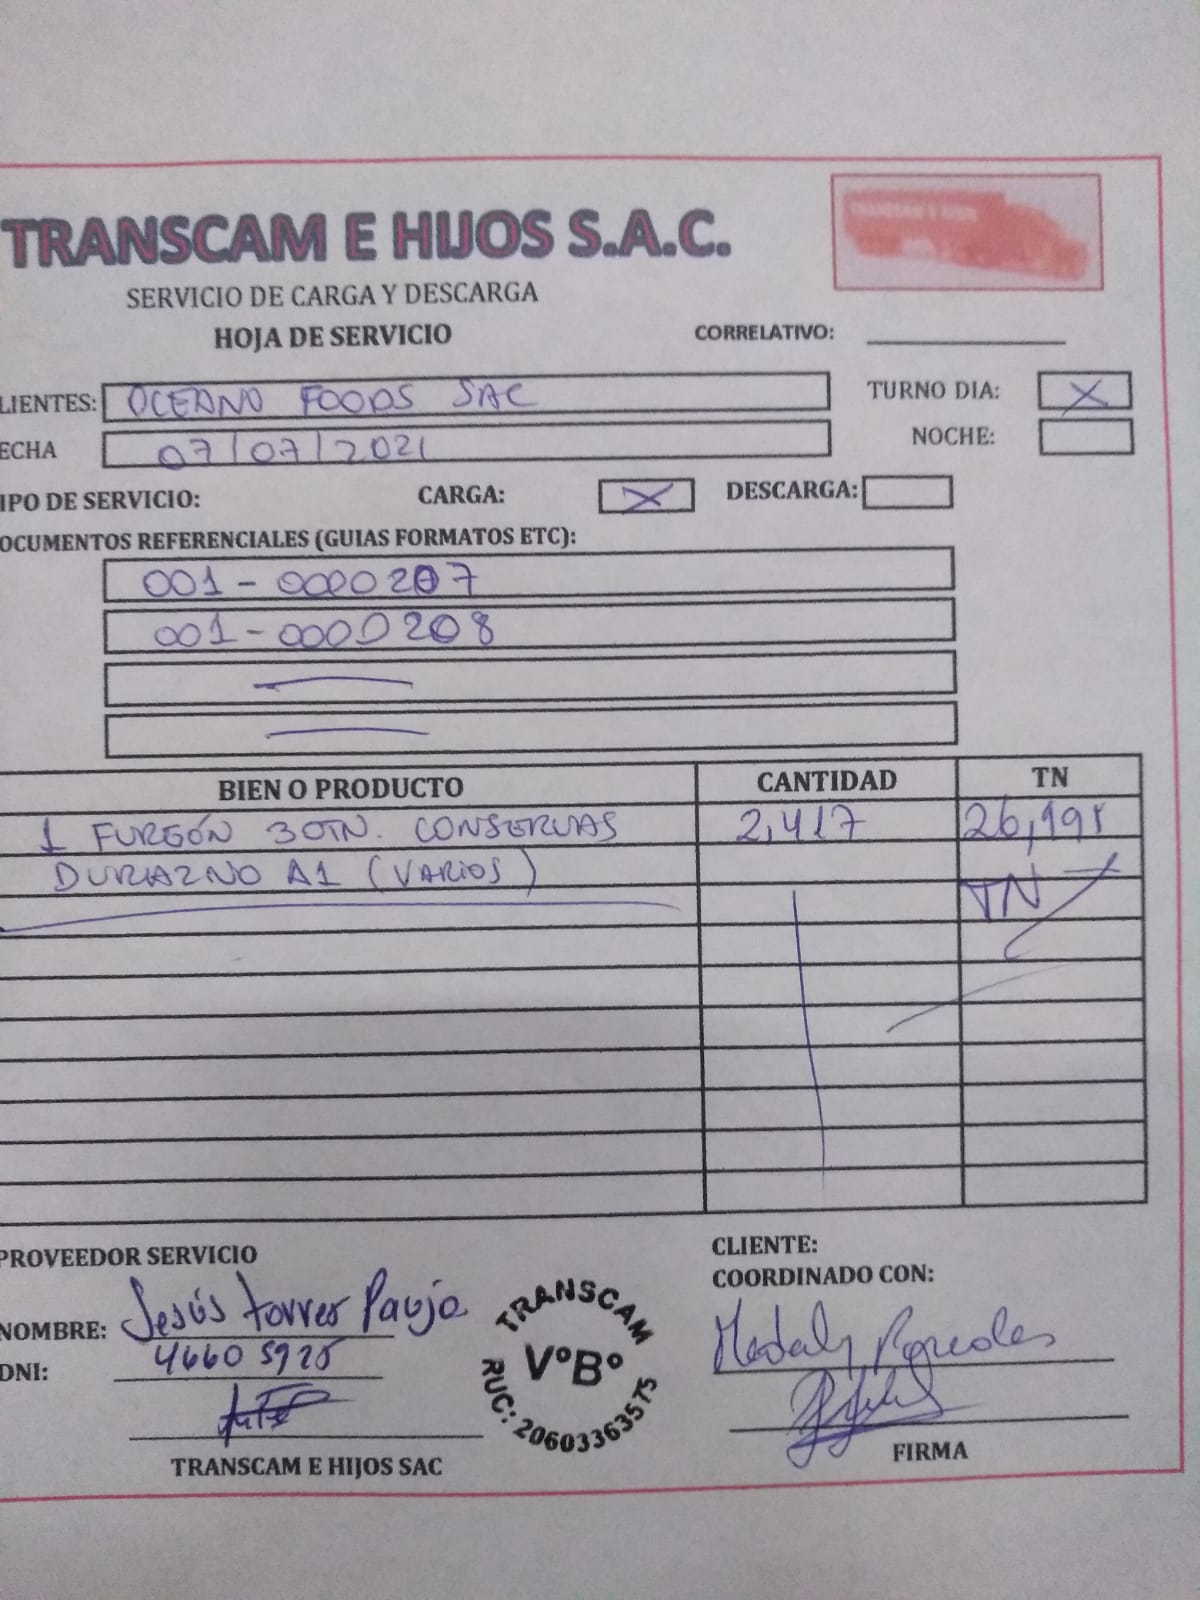 TRANSCAM E HIJOS S.A.C.
SERVICIO DE CARGA Y DESCARGA
HOJA DE SERVICIO
CORRELATIVO:
LIENTES: OCEANO FOODS SAC
TURNO DIA: X
ECHA 07/07/2021
NOCHE:
IPO DE SERVICIO: CARGA: X DESCARGA:
OCUMENTOS REFERENCIALES (GUIAS FORMATOS ETC):
001-0000207
001-0000208
BIEN O PRODUCTO CANTIDAD TN
1 FURGÓN 30TN. CONSERVAS 2,417 26,191
DURAZNO A1 (VARIOS) TN
PROVEEDOR SERVICIO
CLIENTE:
COORDINADO CON:
NOMBRE: Jesús Torres
DNI: 46605925
TRANSCAM
V°B°
RUC: 20603363575
TRANSCAM E HIJOS SAC
FIRMA